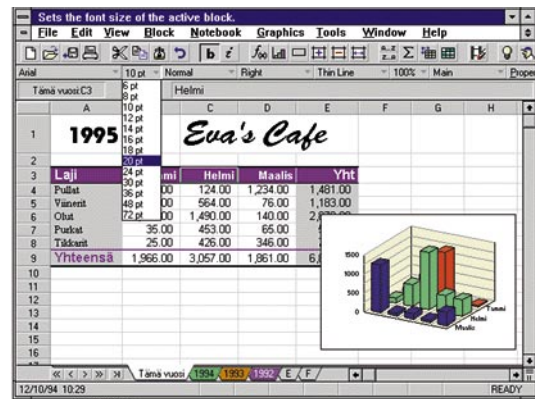 Sets the font size of the active block.
File Edit View Block Notebook Graphics Tools Window Help
Arial 10 pt Normal Right Thin Line 100% Main
Tämä vuosi:C3 Helmi
6 pt
8 pt
10 pt
12 pt
14 pt
16 pt
18 pt
20 pt
24 pt
30 pt
36 pt
48 pt
72 pt
A C D E F G H
1 1995 Eva's Cafe
2
3 Laji mi Helmi Maalis Yht
4 Pullat 00 124.00 1,234.00 1,481.00
5 Viinerit 00 564.00 76.00 1,183.00
6 Olut 00 1,490.00 140.00
7 Purkat 35.00 453.00 65.00
8 Tikkarit 25.00 426.00 346.00
9 Yhteensä 1,966.00 3,057.00 1,861.00
10
11
12
13
14
15
16
1500
1000
500
0
Tammi
Helmi
Maalis
Tämä vuosi 1994 1993 1992 E F
12/10/94 10:29 READY